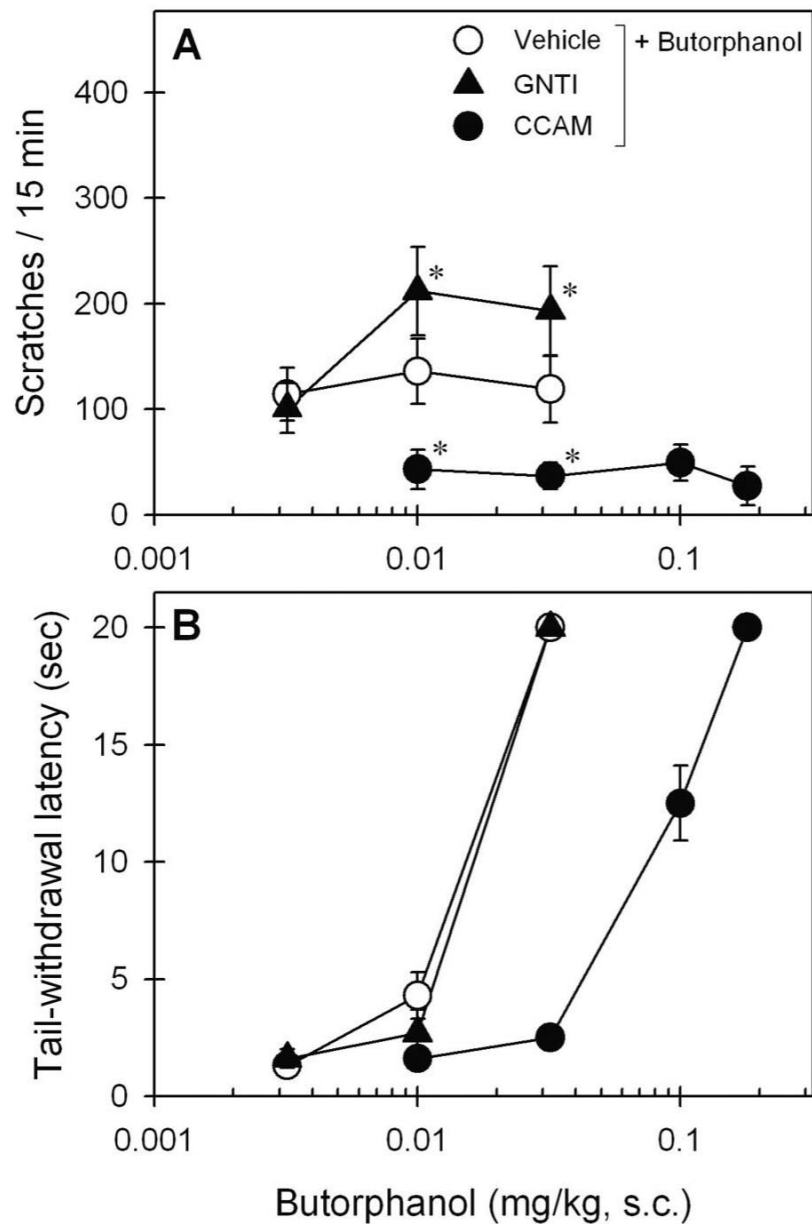 A
Vehicle
+ Butorphanol
GNTI
CCAM
Scratches / 15 min
400
300
200
100
0
*
*
*
*
0.001
0.01
0.1
B
Tail-withdrawal latency (sec)
20
15
10
5
0
0.001
0.01
0.1
Butorphanol (mg/kg, s.c.)